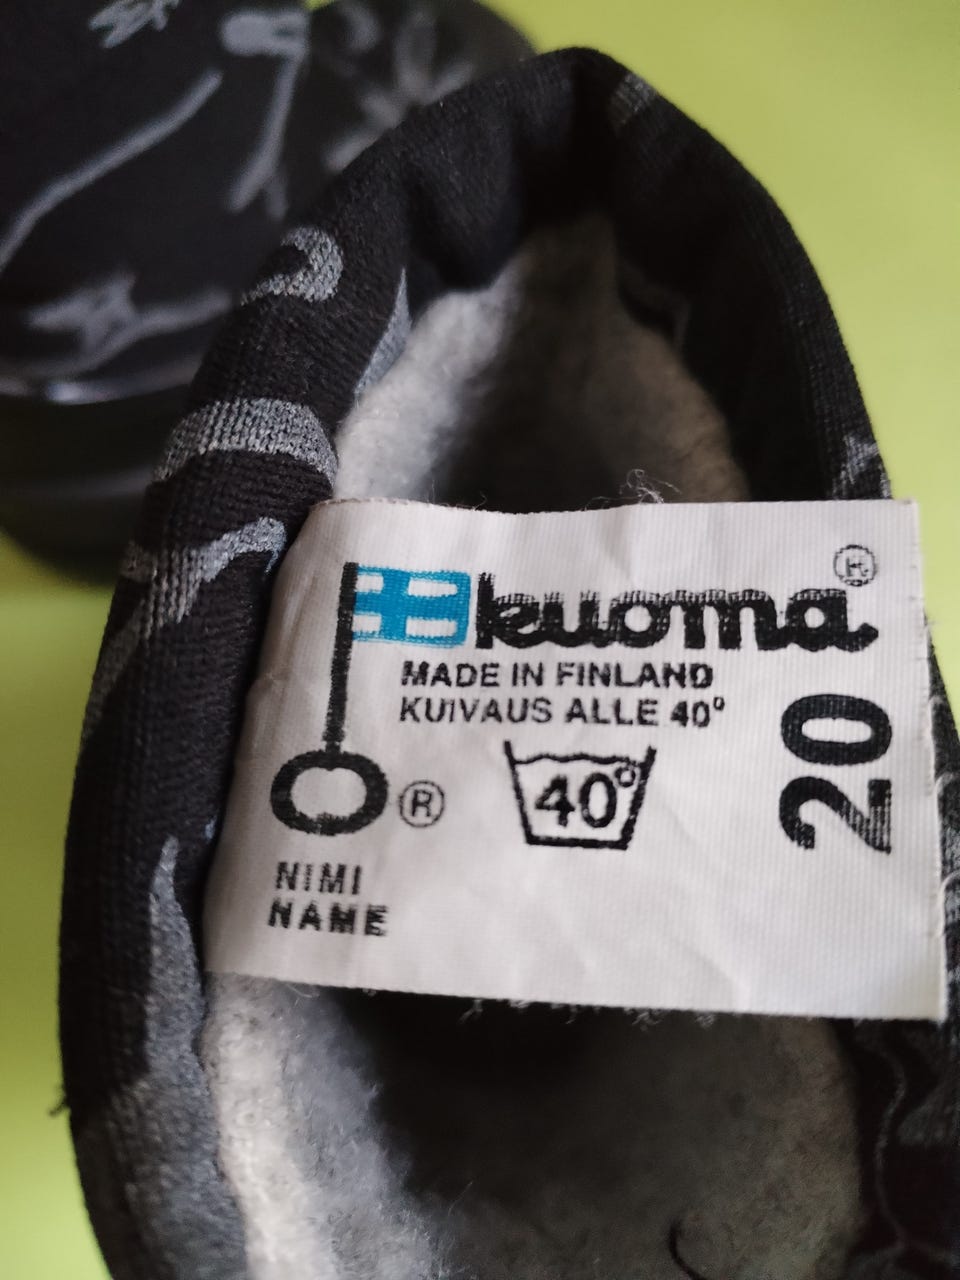 kuoma®
MADE IN FINLAND
KUIVAUS ALLE 40°
40°
®
NIMI
NAME
20